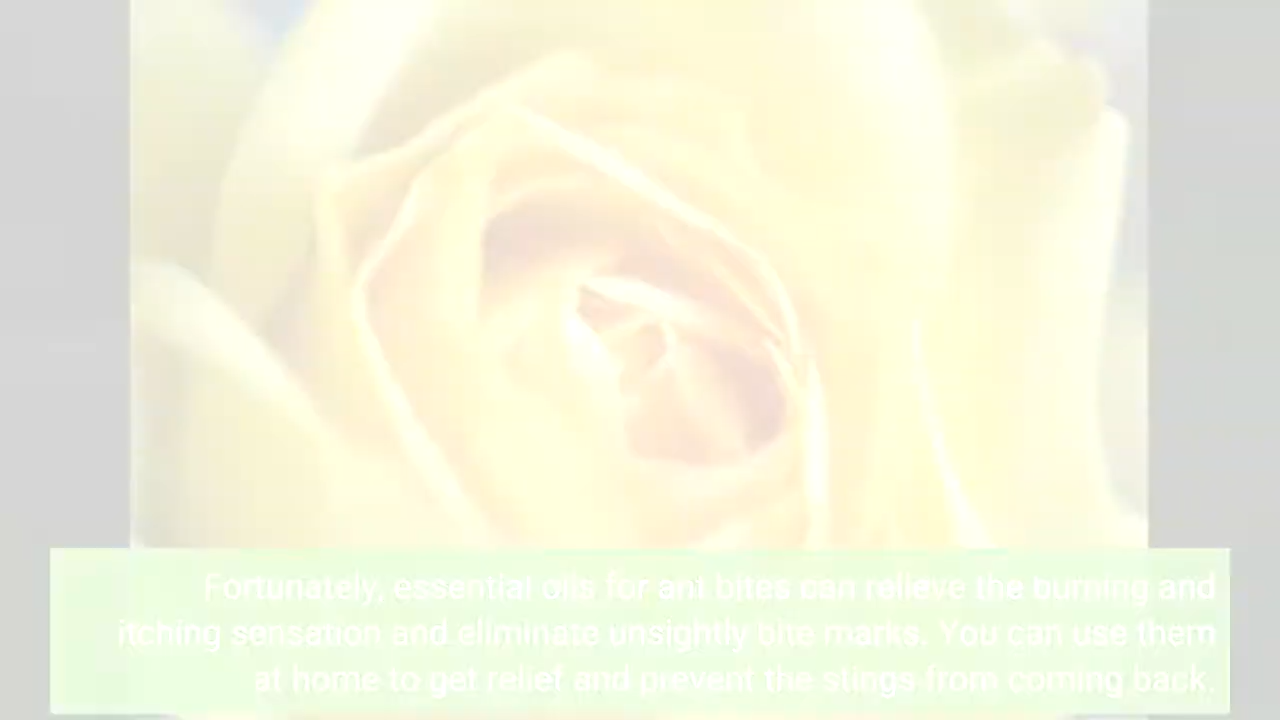 Fortunately, essential oils for ant bites can relieve the burning and
itching sensation and eliminate unsightly bite marks. You can use them
at home to get relief and prevent the stings from coming back.